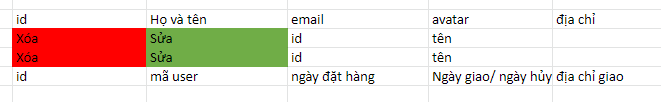 id Họ và tên email avatar địa chỉ
Xóa Sửa id tên
Xóa Sửa id tên
id mã user ngày đặt hàng Ngày giao/ ngày hủy địa chỉ giao